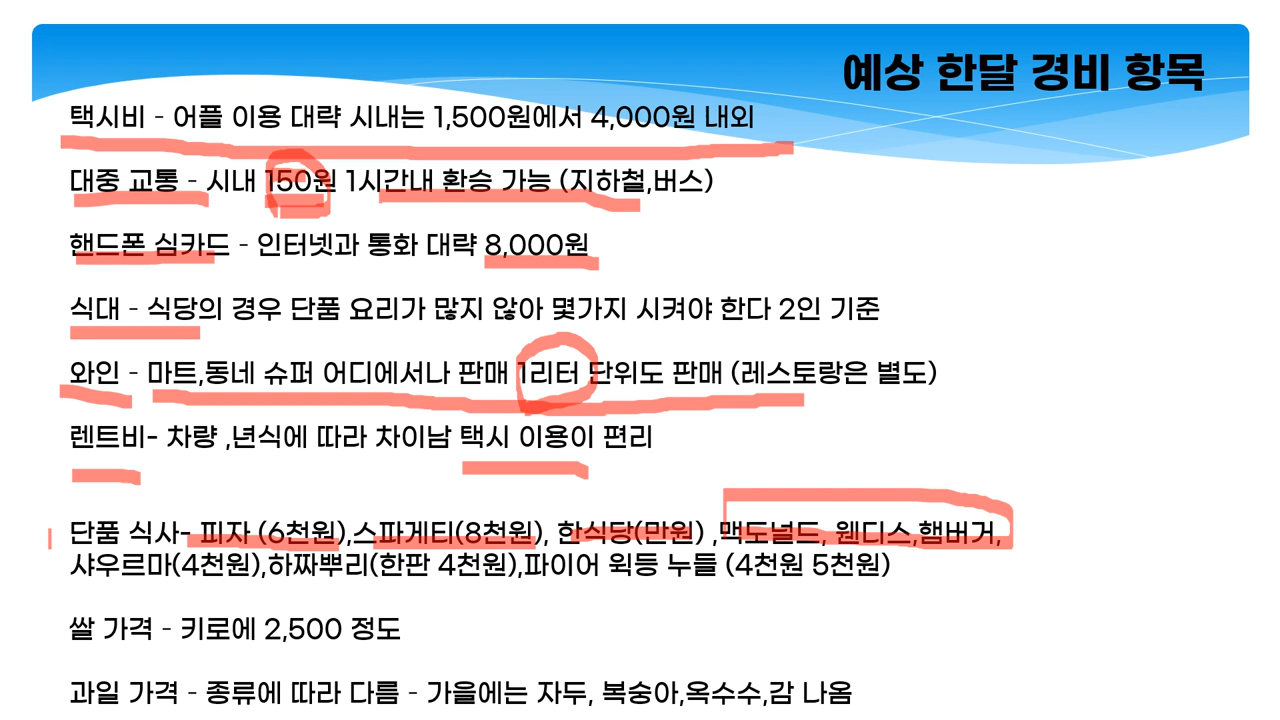 예상 한달 경비 항목
택시비 - 어플 이용 대략 시내는 1,500원에서 4,000원 내외
대중 교통 - 시내 150원 1시간내 환승 가능 (지하철,버스)
핸드폰 심카드 - 인터넷과 통화 대략 8,000원
식대 - 식당의 경우 단품 요리가 많지 않아 몇가지 시켜야 한다 2인 기준
와인 - 마트,동네 슈퍼 어디에서나 판매 1리터 단위도 판매 (레스토랑은 별도)
렌트비- 차량 ,년식에 따라 차이남 택시 이용이 편리
단품 식사- 피자 (6천원),스파게티(8천원), 한식당(만원) ,맥도널드, 웬디스,햄버거,
샤우르마(4천원),하짜뿌리(한판 4천원),파이어 윅등 누들 (4천원 5천원)
쌀 가격 - 키로에 2,500 정도
과일 가격 - 종류에 따라 다름 - 가을에는 자두, 복숭아,옥수수,감 나옴